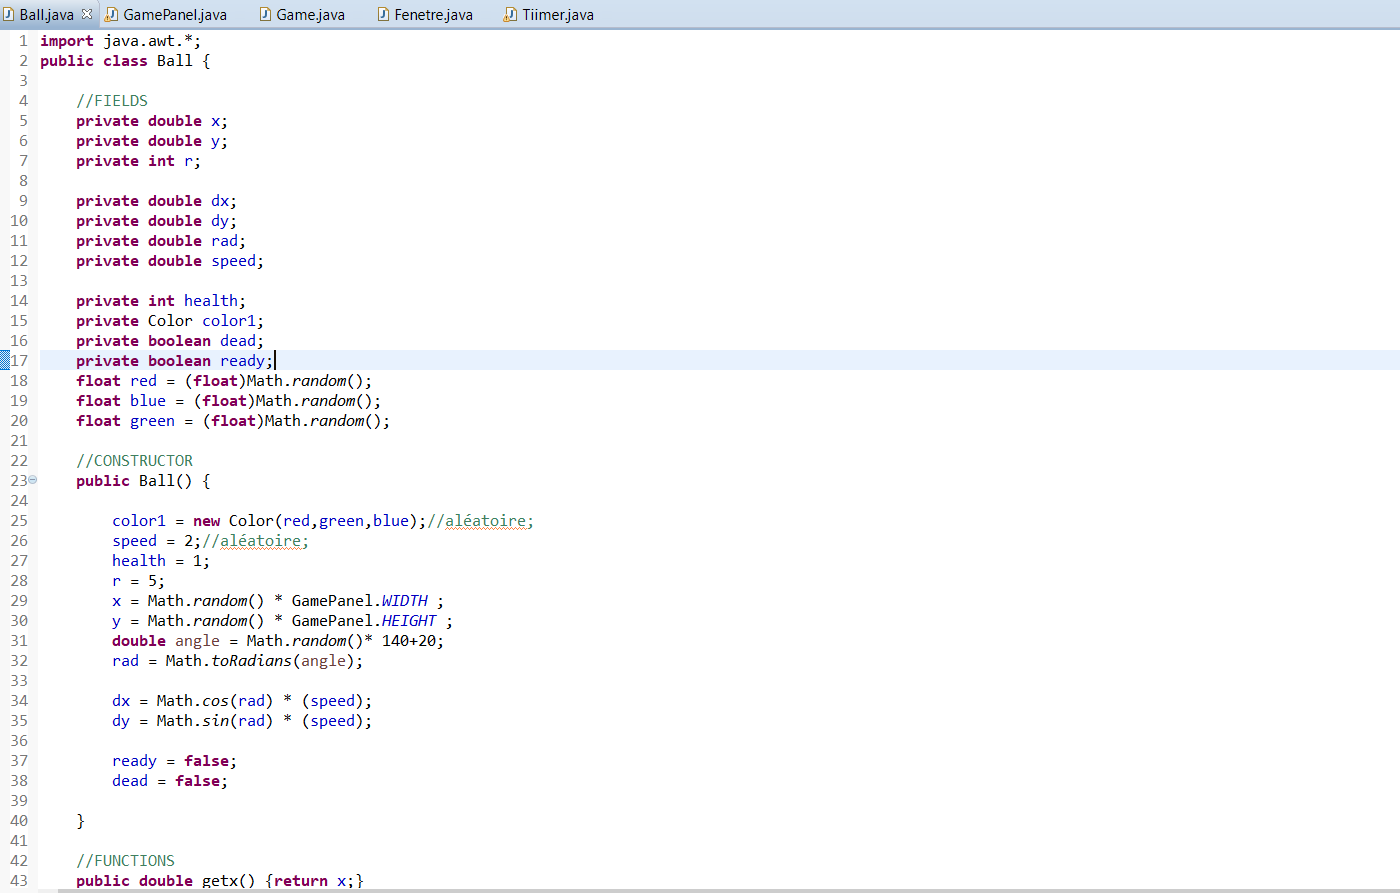 Ball.java GamePanel.java Game.java Fenetre.java Tiimer.java
1 import java.awt.*;
2 public class Ball {
3
4 //FIELDS
5 private double x;
6 private double y;
7 private int r;
8
9 private double dx;
10 private double dy;
11 private double rad;
12 private double speed;
13
14 private int health;
15 private Color color1;
16 private boolean dead;
17 private boolean ready;
18 float red = (float)Math.random();
19 float blue = (float)Math.random();
20 float green = (float)Math.random();
21
22 //CONSTRUCTOR
23 public Ball() {
24
25 color1 = new Color(red,green,blue);//aléatoire;
26 speed = 2;//aléatoire;
27 health = 1;
28 r = 5;
29 x = Math.random() * GamePanel.WIDTH ;
30 y = Math.random() * GamePanel.HEIGHT ;
31 double angle = Math.random()* 140+20;
32 rad = Math.toRadians(angle);
33
34 dx = Math.cos(rad) * (speed);
35 dy = Math.sin(rad) * (speed);
36
37 ready = false;
38 dead = false;
39
40 }
41
42 //FUNCTIONS
43 public double getx() {return x;}